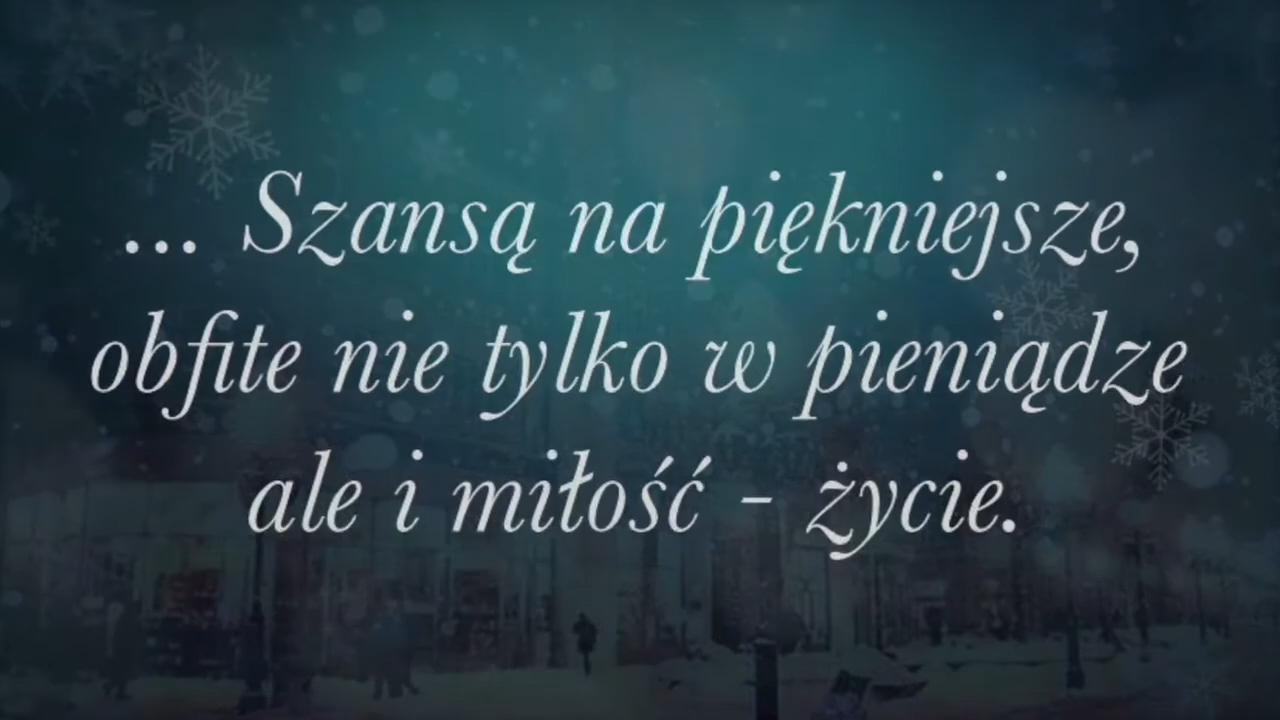 ... Szansą na piękniejsze,
obfite nie tylko w pieniądze
ale i miłość - życie.